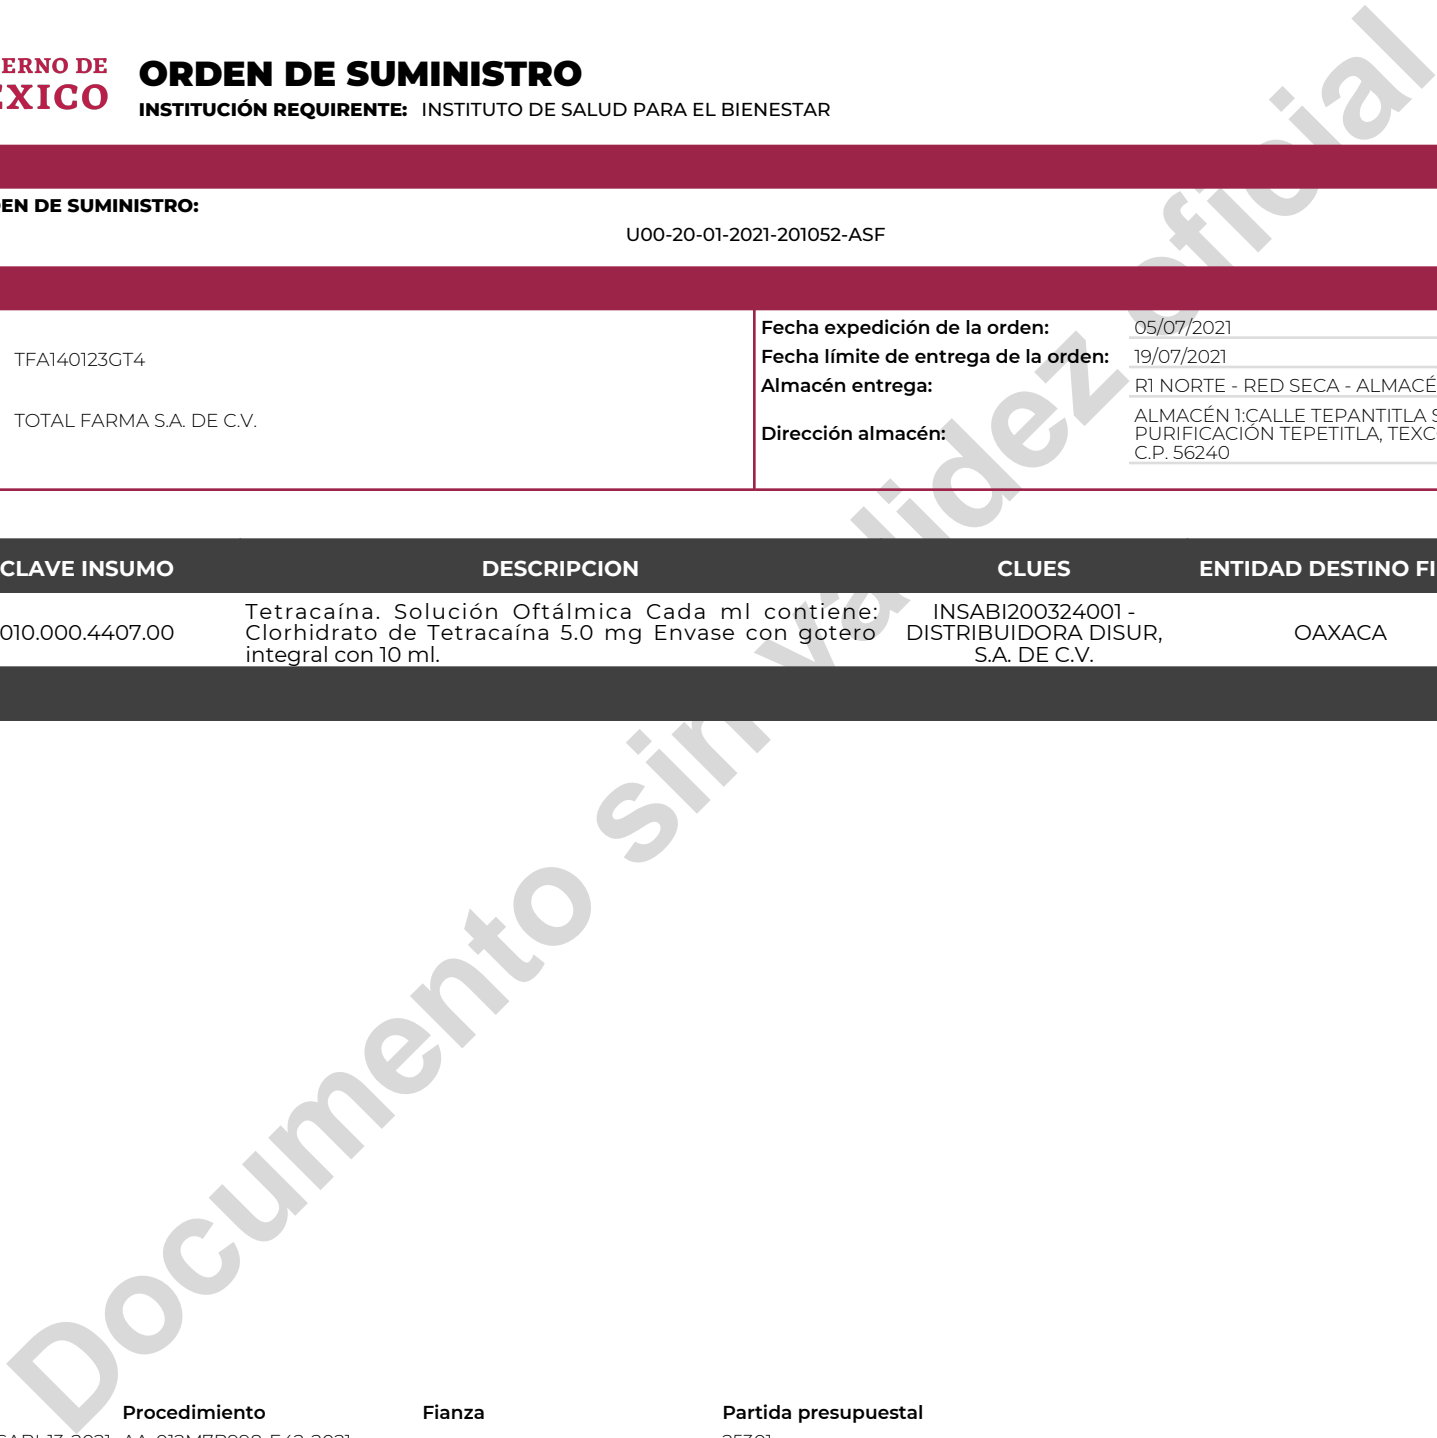 ERNO DE
ORDEN DE SUMINISTRO
EXICO
INSTITUCIÓN REQUIRENTE: INSTITUTO DE SALUD PARA EL BIENESTAR
EN DE SUMINISTRO:
U00-20-01-2021-201052-ASF
Fecha expedición de la orden: 05/07/2021
TFA140123GT4
Fecha límite de entrega de la orden: 19/07/2021
Almacén entrega: R1 NORTE - RED SECA - ALMACÉ
TOTAL FARMA S.A. DE C.V.
Dirección almacén:
ALMACÉN 1:CALLE TEPANTITLA S
PURIFICACIÓN TEPETITLA, TEXC
C.P. 56240
CLAVE INSUMO DESCRIPCION CLUES ENTIDAD DESTINO FI
010.000.4407.00
Tetracaína. Solución Oftálmica Cada ml contiene:
Clorhidrato de Tetracaína 5.0 mg Envase con gotero
integral con 10 ml.
INSABI200324001 -
DISTRIBUIDORA DISUR,
S.A. DE C.V.
OAXACA
Documento sin validez oficial
Procedimiento Fianza Partida presupuestal